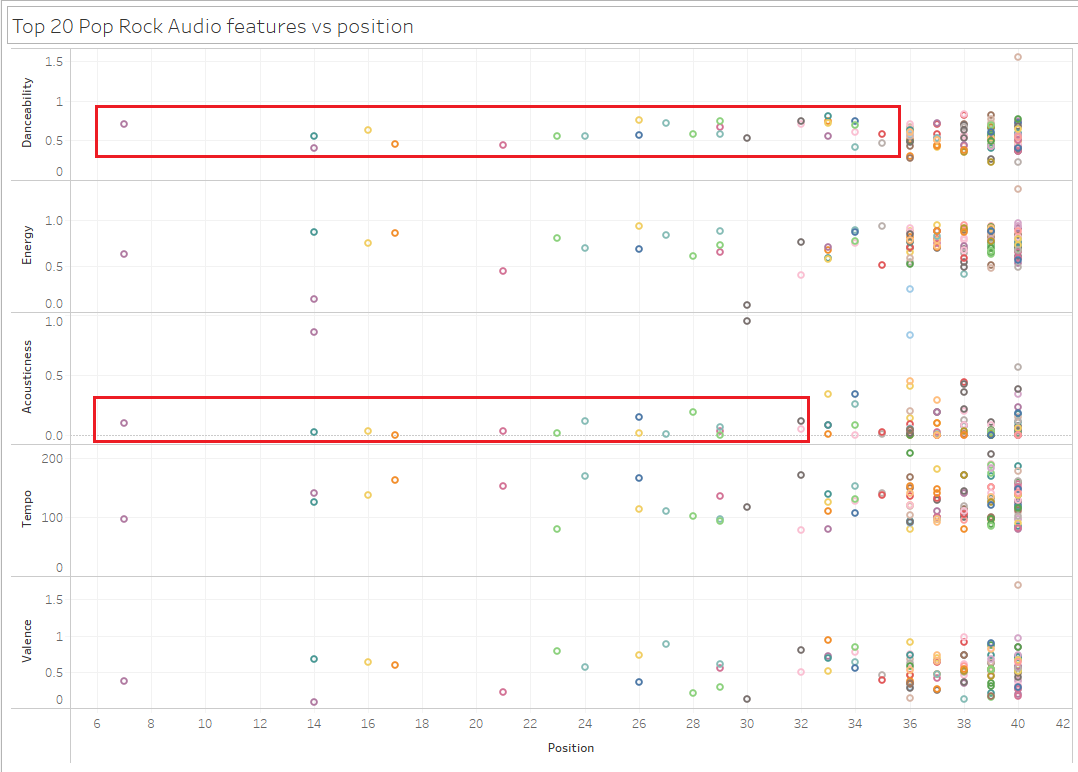 Top 20 Pop Rock Audio features vs position
Danceability
1.5
1
0.5
0
Energy
1.0
0.5
0.0
Acousticness
1.0
0.5
0.0
Tempo
200
100
0
Valence
1.5
1
0.5
0
6 8 10 12 14 16 18 20 22 24 26 28 30 32 34 36 38 40 42
Position